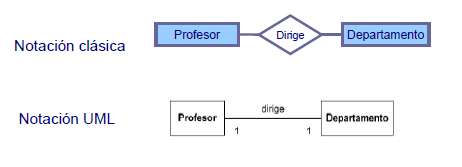 Notación clásica
Profesor Dirige Departamento
Notación UML
Profesor dirige Departamento
1 1